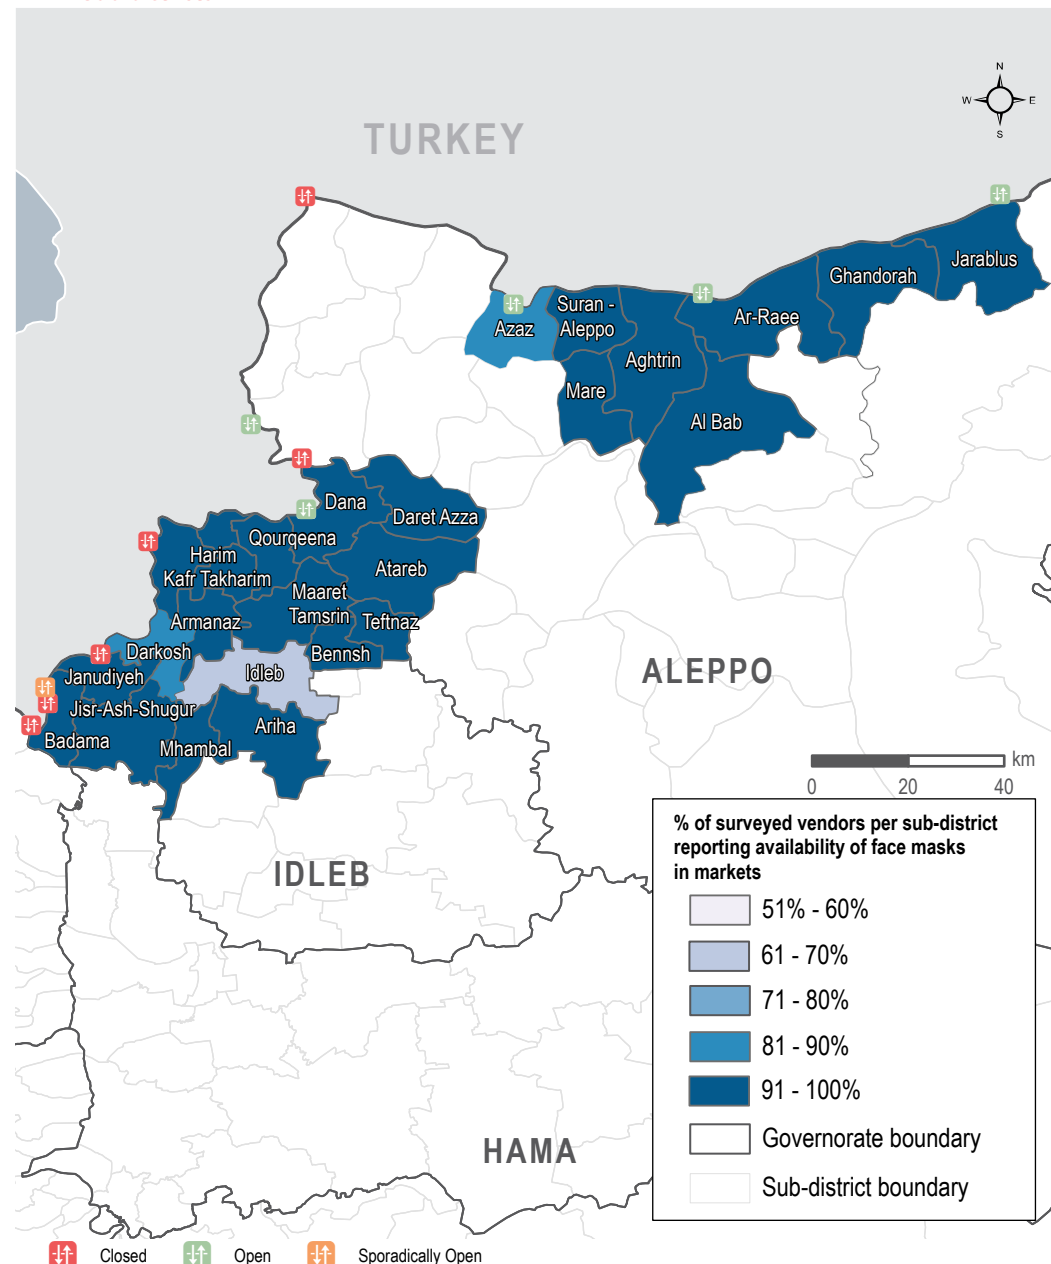 N
W
E
S
TURKEY
Jarablus
Ghandorah
Suran -
Aleppo
Ar-Raee
Azaz
Aghtrin
Mare
Al Bab
Dana
Daret Azza
Qourqeena
Harim
Kafr Takharim
Atareb
Maaret
Tamsrin
Armanaz
Teftnaz
Darkosh
Bennsh
Janudiyeh
Idleb
Jisr-Ash-Shugur
Ariha
Badama
Mhambal
ALEPPO
km
0
20
40
IDLEB
HAMA
% of surveyed vendors per sub-district
reporting availability of face masks
in markets
51% - 60%
61 - 70%
71 - 80%
81 - 90%
91 - 100%
Governorate boundary
Sub-district boundary
Closed
Open
Sporadically Open